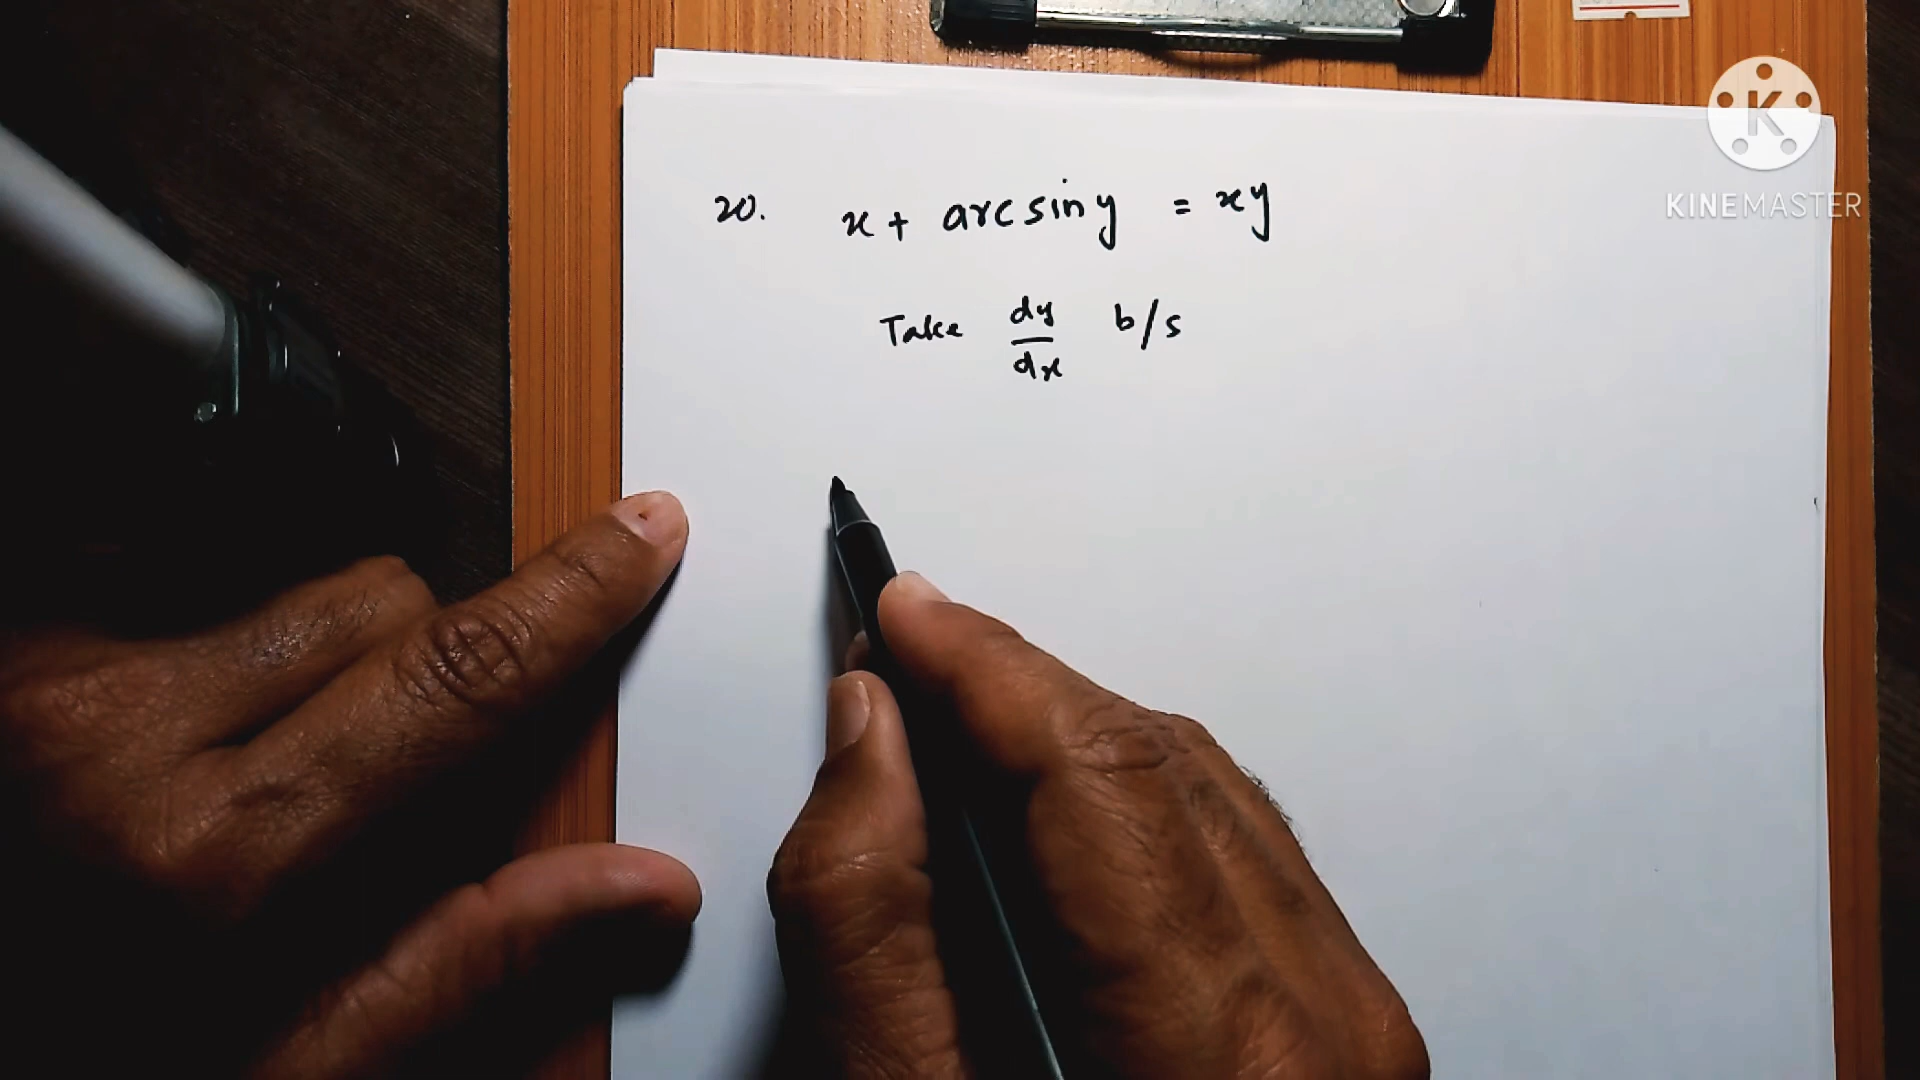 20. x + arcsin y = xy
Take dy/dx b/s
KINEMASTER